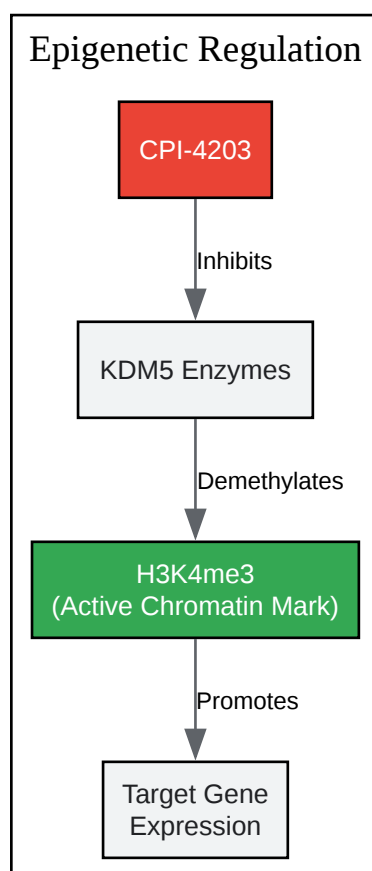 Epigenetic Regulation
CPI-4203
Inhibits
KDM5 Enzymes
Demethylates
H3K4me3
(Active Chromatin Mark)
Promotes
Target Gene
Expression